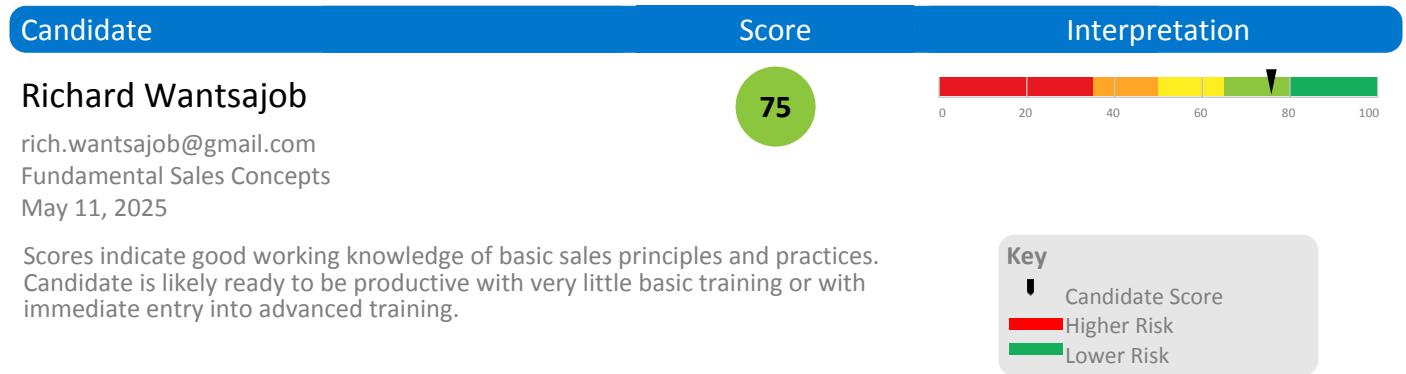 Candidate Score Interpretation
Richard Wantsajob
75
0 20 40 60 80 100
rich.wantsajob@gmail.com
Fundamental Sales Concepts
May 11, 2025
Scores indicate good working knowledge of basic sales principles and practices.
Candidate is likely ready to be productive with very little basic training or with
immediate entry into advanced training.
Key
Candidate Score
Higher Risk
Lower Risk